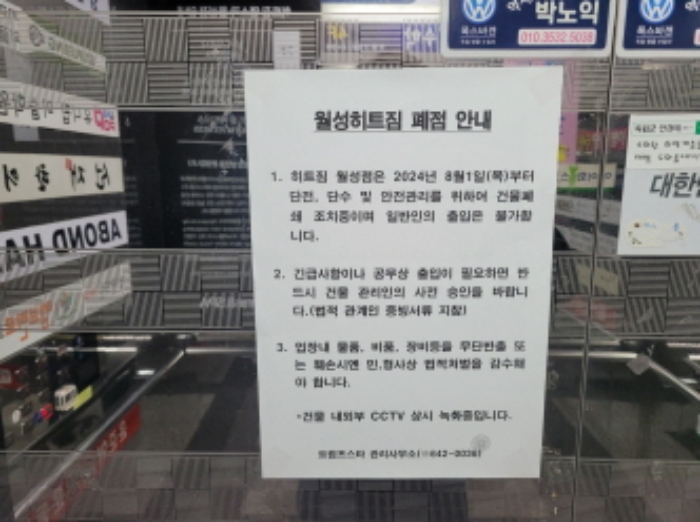 박노익
폭스바겐
010 3532 5038
월성히트짐 폐점 안내
1. 히트짐 월성점은 2024년 8월1일(목)부터
단전, 단수 및 안전관리를 위하여 건물폐
쇄 조치중이며 일반인의 출입은 불가합
니다.
2. 긴급사항이나 공무상 출입이 필요하면 반
드시 건물 관리인의 사전 승인을 바랍니
다.(법적 관계인 증빙서류 지참)
3. 업장내 물품, 비품, 장비등을 무단반출 또
는 훼손시엔 민,형사상 법적처벌을 감수해
야 합니다.
*건물 내외부 CCTV 상시 녹화중입니다.
관리사무소
대한
ABOND HA